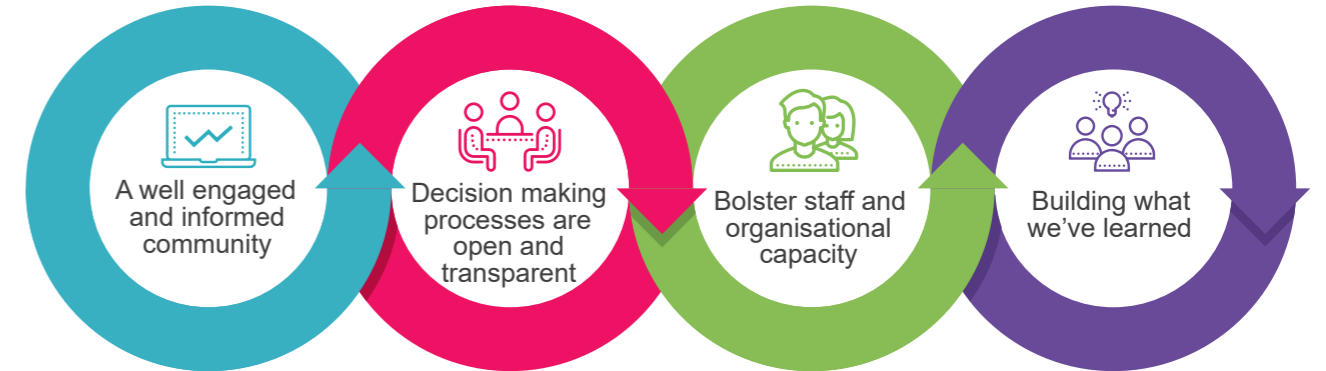 A well engaged
and informed
community
Decision making
processes are
open and
transparent
Bolster staff and
organisational
capacity
Building what
we’ve learned